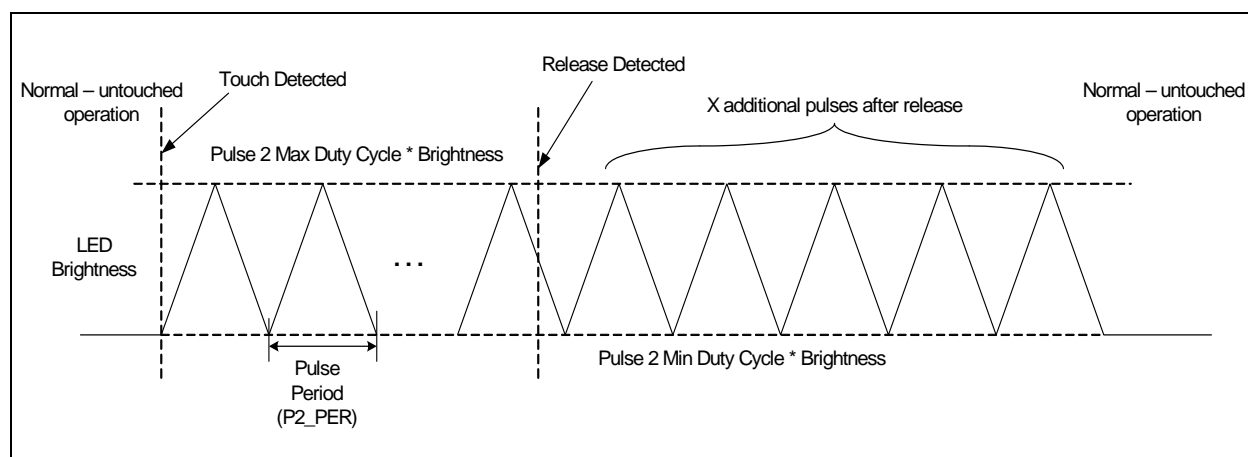 Normal – untouched
operation
Touch Detected
Release Detected
X additional pulses after release
Normal – untouched
operation
Pulse 2 Max Duty Cycle * Brightness
LED
Brightness
...
Pulse 2 Min Duty Cycle * Brightness
Pulse
Period
(P2_PER)